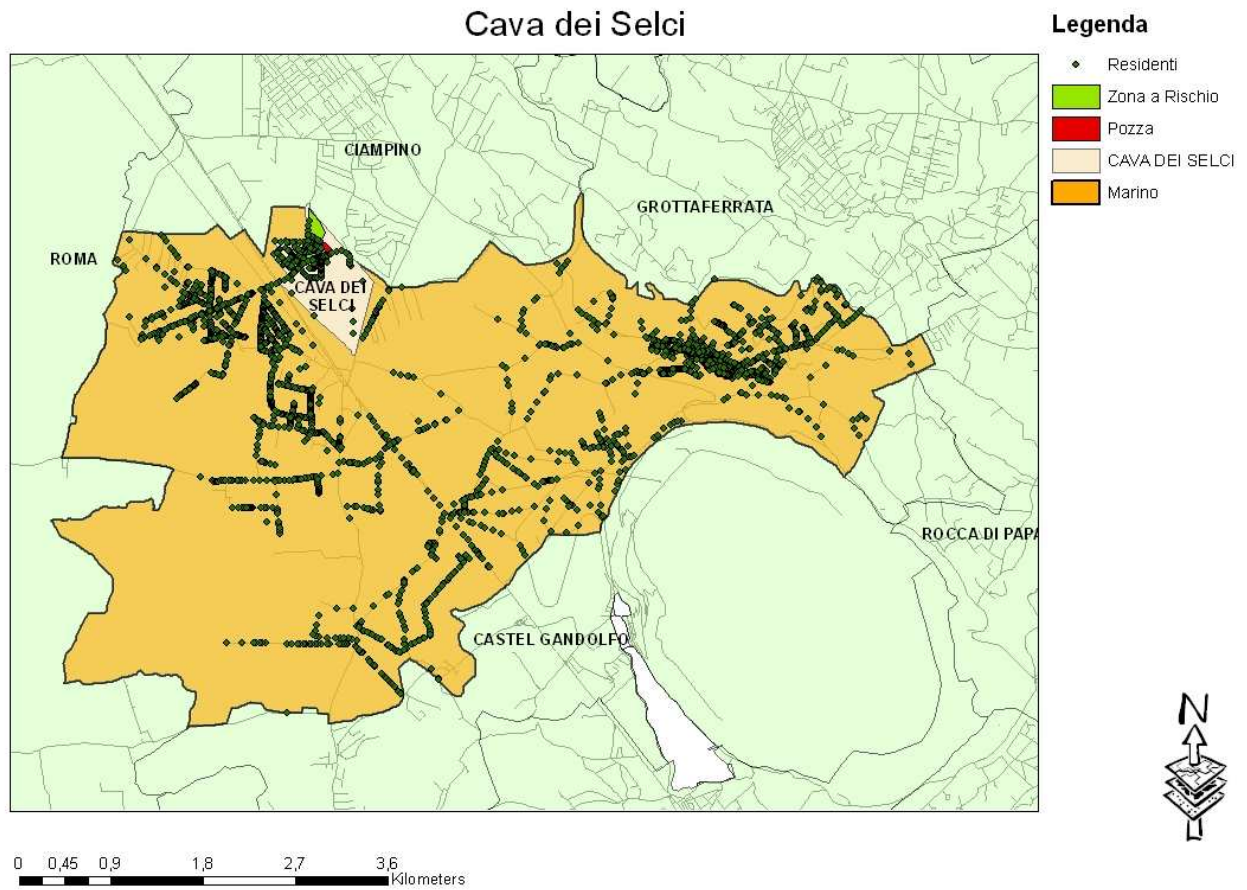 Cava dei Selci
Legenda
Residenti
Zona a Rischio
Pozza
CAVA DEI SELCI
Marino
CIAMPINO
GROTTAFERRATA
ROMA
CAVA DEI
SELCI
ROCCA DI PAPA
CASTEL GANDOLFO
N
0 0,45 0,9 1,8 2,7 3,6
Kilometers